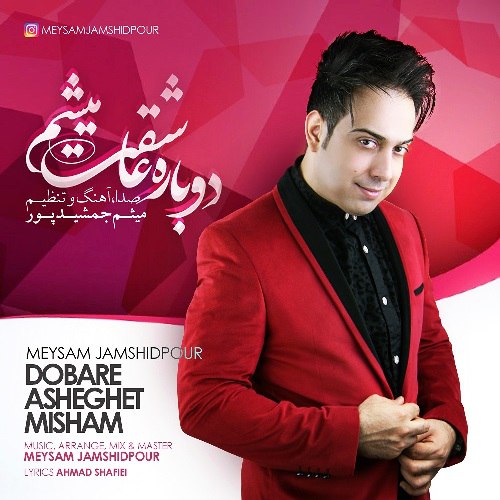 MEYSAMJAMSHIDPOUR
دوباره عاشقت میشم
صدا،آهنگ و تنظیم
میثم جمشیدپور
MEYSAM JAMSHIDPOUR
DOBARE
ASHEGHET
MISHAM
MUSIC, ARRANGE, MIX & MASTER
MEYSAM JAMSHIDPOUR
LYRICS AHMAD SHAFIEI